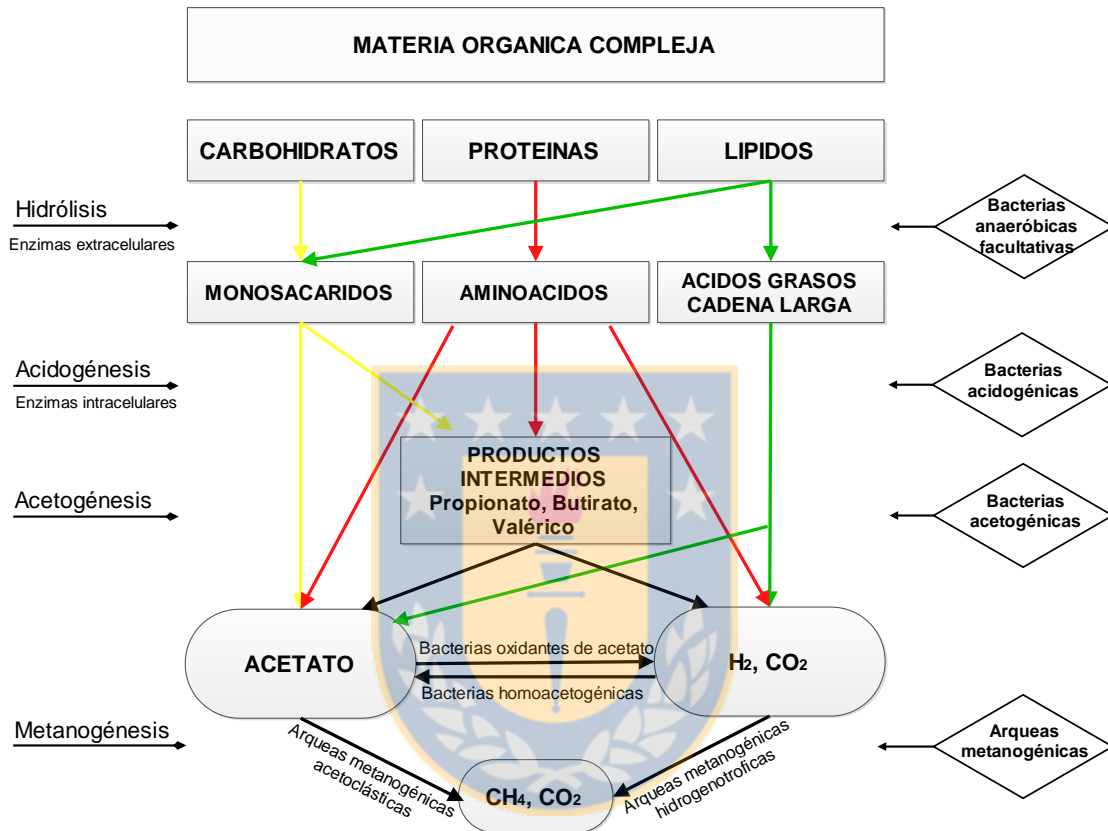 MATERIA ORGANICA COMPLEJA
CARBOHIDRATOS
PROTEINAS
LIPIDOS
Hidrólisis
Enzimas extracelulares
Bacterias
anaeróbicas
facultativas
MONOSACARIDOS
AMINOACIDOS
ACIDOS GRASOS
CADENA LARGA
Acidogénesis
Enzimas intracelulares
Bacterias
acidogénicas
PRODUCTOS
INTERMEDIOS
Propionato, Butirato,
Valérico
Acetogénesis
Bacterias
acetogénicas
ACETATO
Bacterias oxidantes de acetato
Bacterias homoacetogénicas
H2, CO2
Metanogénesis
Arqueas metanogénicas
acetoclásticas
CH4, CO2
Arqueas metanogénicas
hidrogenotroficas
Arqueas
metanogénicas